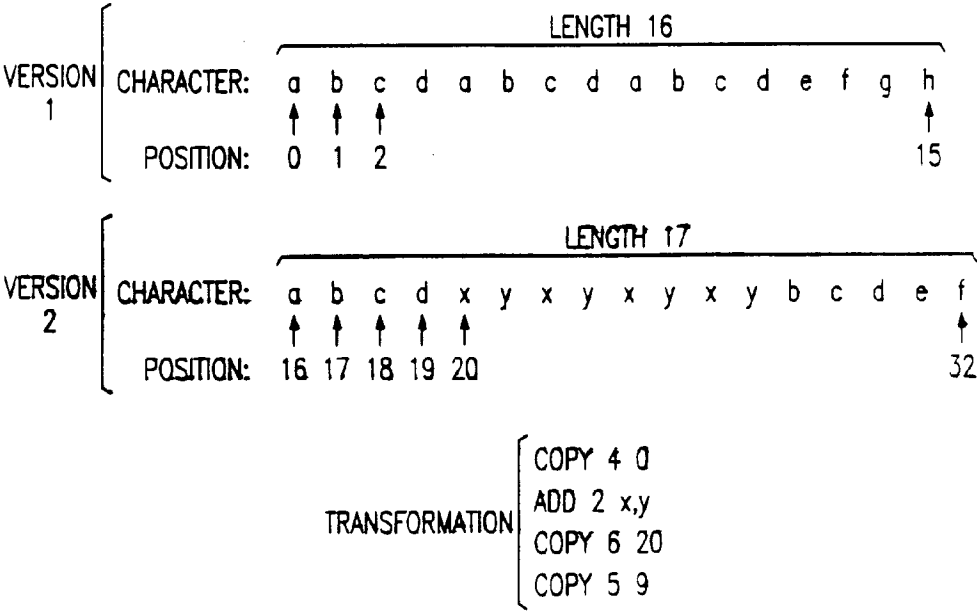 LENGTH 16
VERSION 1
CHARACTER: a b c d a b c d a b c d e f g h
POSITION: 0 1 2 15
LENGTH 17
VERSION 2
CHARACTER: a b c d x y x y x y x y b c d e f
POSITION: 16 17 18 19 20 32
TRANSFORMATION
COPY 4 0
ADD 2 x,y
COPY 6 20
COPY 5 9